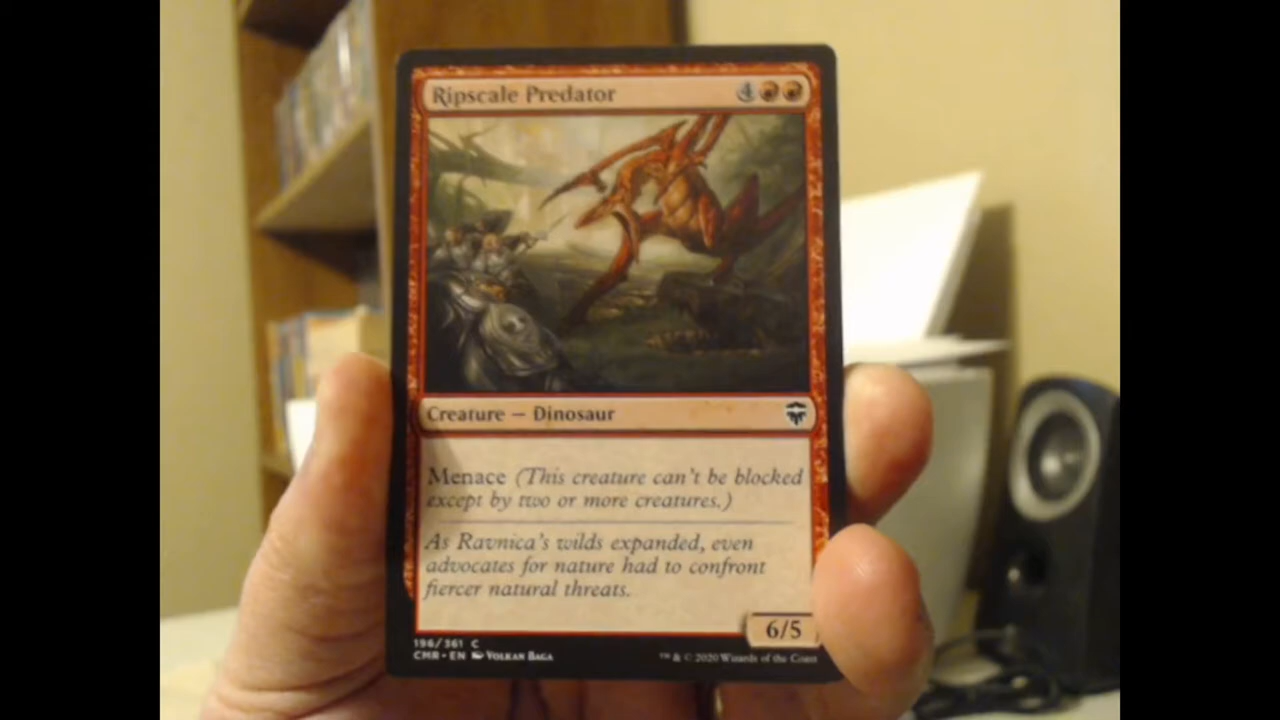 Ripscale Predator 4
Creature — Dinosaur
Menace (This creature can't be blocked
except by two or more creatures.)
As Ravnica's wilds expanded, even
advocates for nature had to confront
fiercer natural threats.
6/5
196/361 C
CMR • EN Volkan Baga
™ & © 2020 Wizards of the Coast